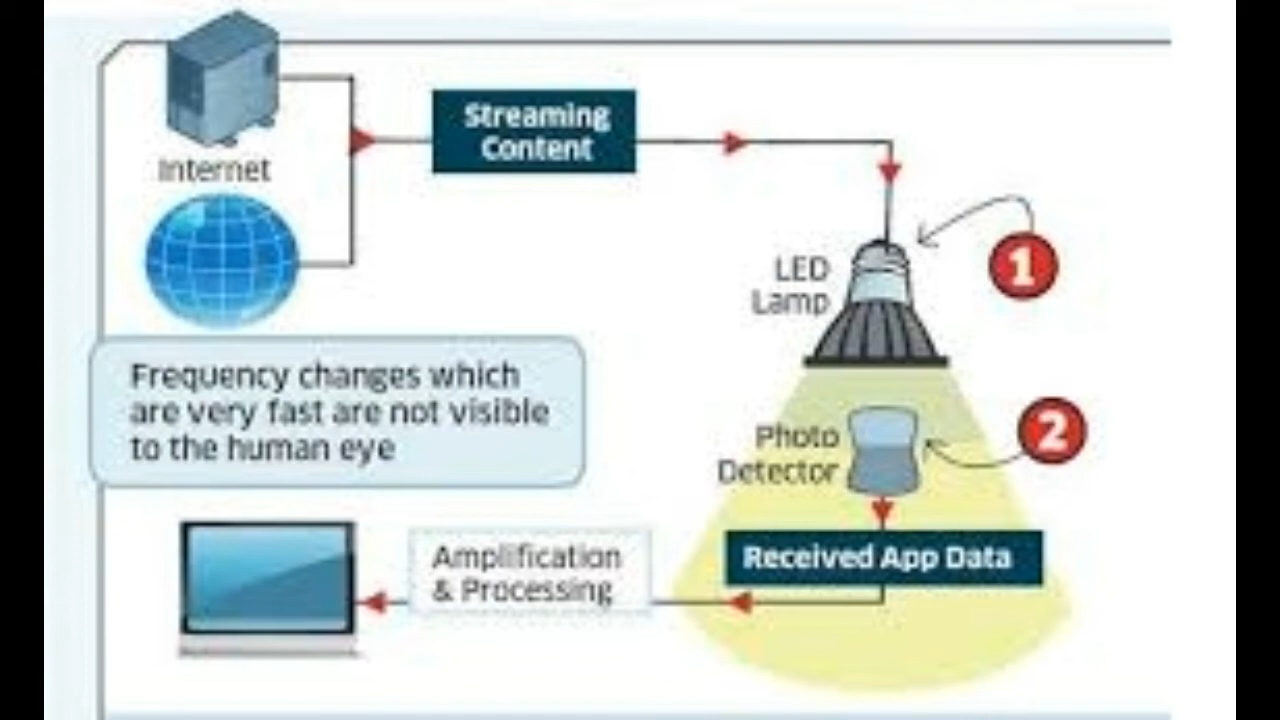 Streaming
Content
Internet
LED
Lamp
1
Frequency changes which
are very fast are not visible
to the human eye
Photo
Detector
2
Amplification
& Processing
Received App Data